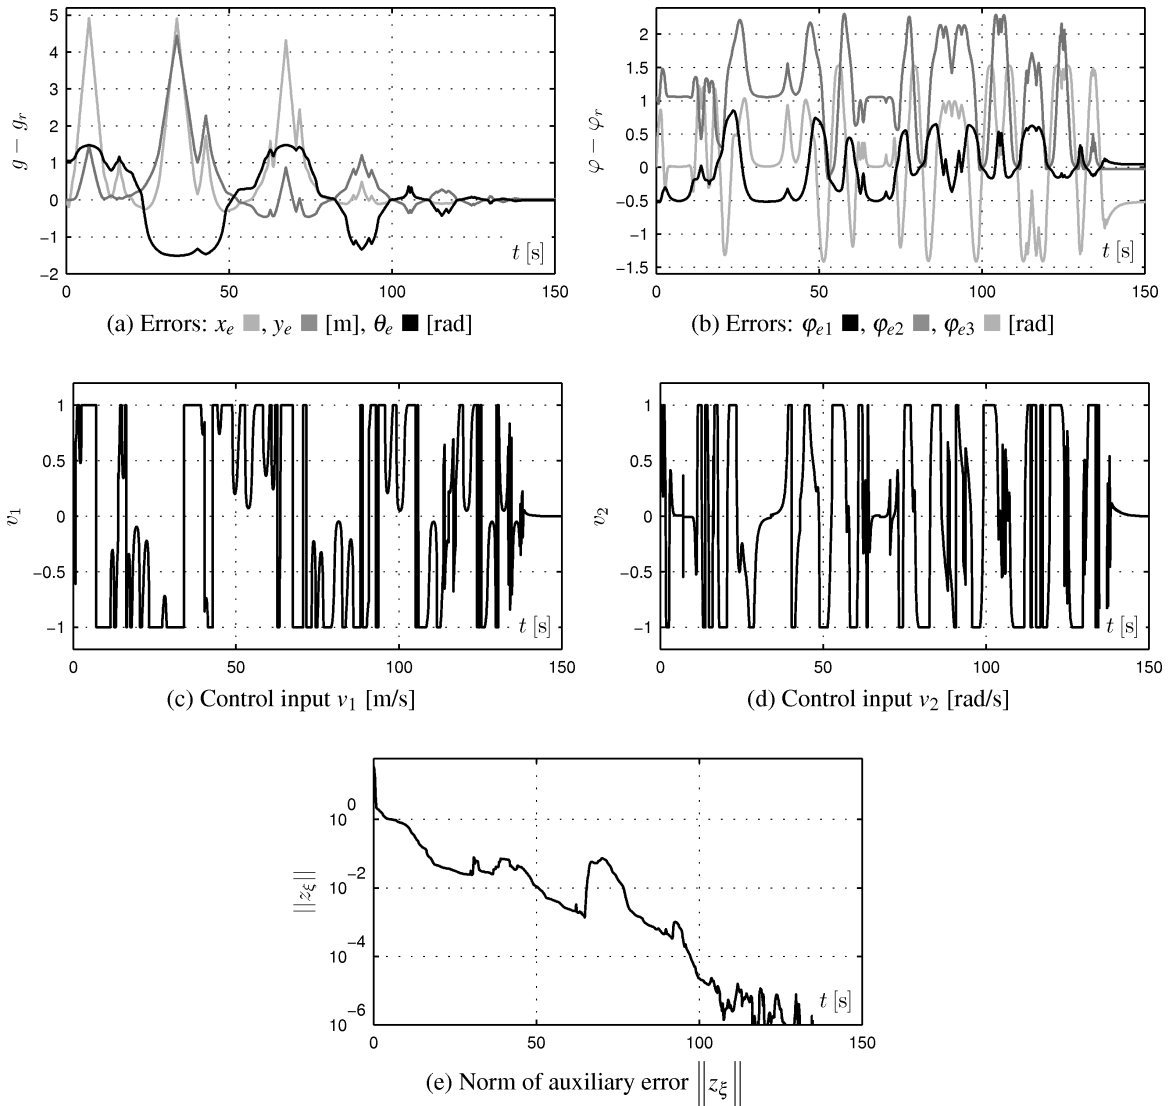 5
4
3
2
1
0
−1
−2
g − g_r
t [s]
0 50 100 150
(a) Errors: x_e ■, y_e ■ [m], θ_e ■ [rad]
2
1.5
1
0.5
0
−0.5
−1
−1.5
φ − φ_r
t [s]
0 50 100 150
(b) Errors: φ_e1 ■, φ_e2 ■, φ_e3 ■ [rad]
1
0.5
0
−0.5
−1
v_1
t [s]
0 50 100 150
(c) Control input v_1 [m/s]
1
0.5
0
−0.5
−1
v_2
t [s]
0 50 100 150
(d) Control input v_2 [rad/s]
10^0
10^−2
10^−4
10^−6
||z_ξ||
t [s]
0 50 100 150
(e) Norm of auxiliary error ‖z_ξ‖